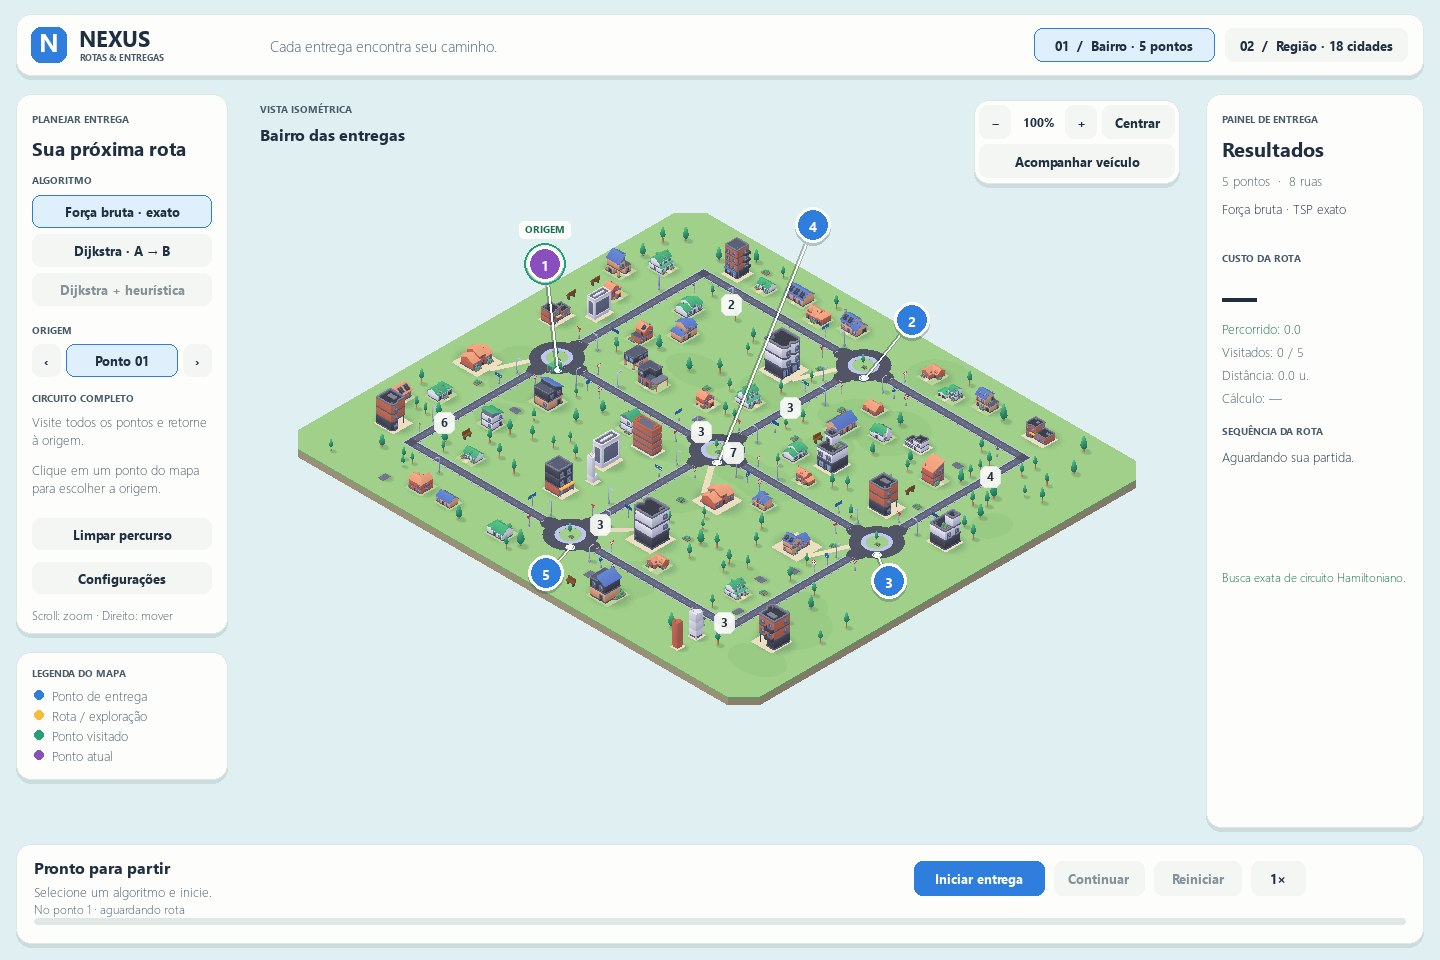 N
NEXUS
ROTAS & ENTREGAS
Cada entrega encontra seu caminho.
01 / Bairro · 5 pontos
02 / Região · 18 cidades
PLANEJAR ENTREGA
Sua próxima rota
ALGORITMO
Força bruta · exato
Dijkstra · A → B
Dijkstra + heurística
ORIGEM
‹
Ponto 01
›
CIRCUITO COMPLETO
Visite todos os pontos e retorne
à origem.
Clique em um ponto do mapa
para escolher a origem.
Limpar percurso
Configurações
Scroll: zoom · Direito: mover
LEGENDA DO MAPA
Ponto de entrega
Rota / exploração
Ponto visitado
Ponto atual
VISTA ISOMÉTRICA
Bairro das entregas
−
100%
+
Centrar
Acompanhar veículo
ORIGEM
1
4
2
2
3
6
3
7
4
3
5
3
3
PAINEL DE ENTREGA
Resultados
5 pontos · 8 ruas
Força bruta · TSP exato
CUSTO DA ROTA
—
Percorrido: 0.0
Visitados: 0 / 5
Distância: 0.0 u.
Cálculo: —
SEQUÊNCIA DA ROTA
Aguardando sua partida.
Busca exata de circuito Hamiltoniano.
Pronto para partir
Selecione um algoritmo e inicie.
No ponto 1 · aguardando rota
Iniciar entrega
Continuar
Reiniciar
1×